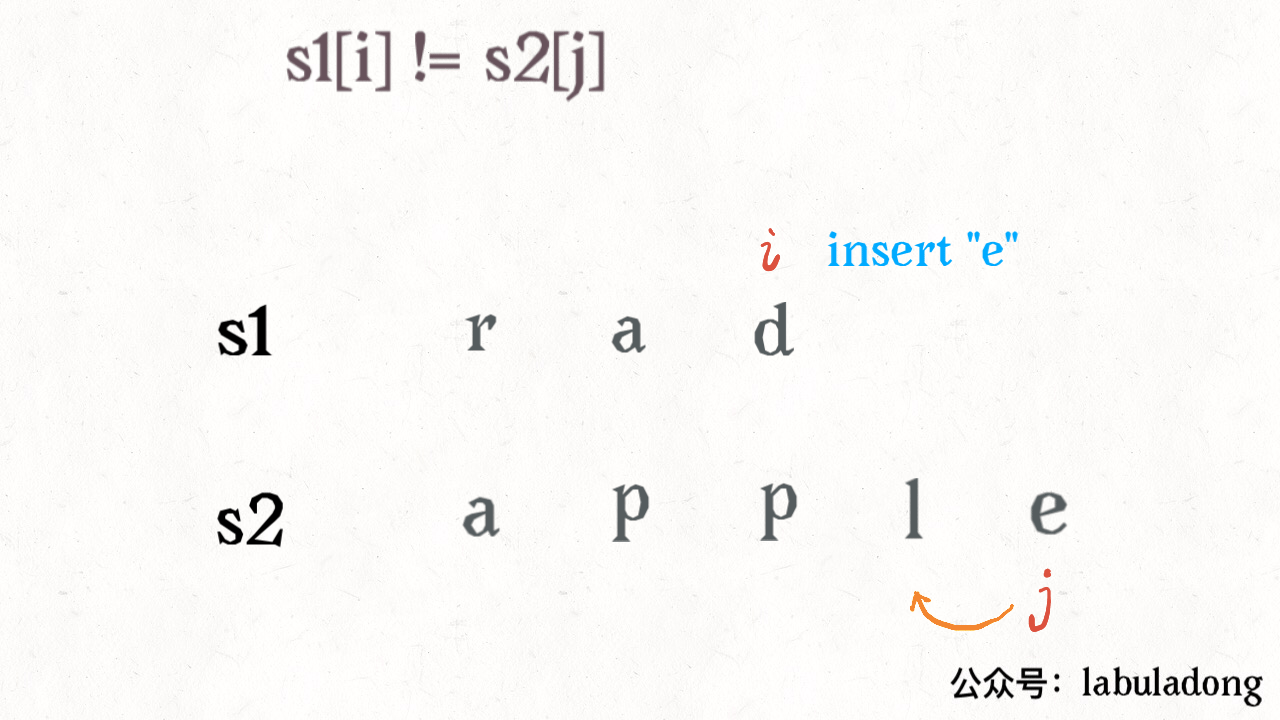 s1[i] != s2[j]
i insert "e"
s1 r a d
s2 a p p l e
j
公众号：labuladong